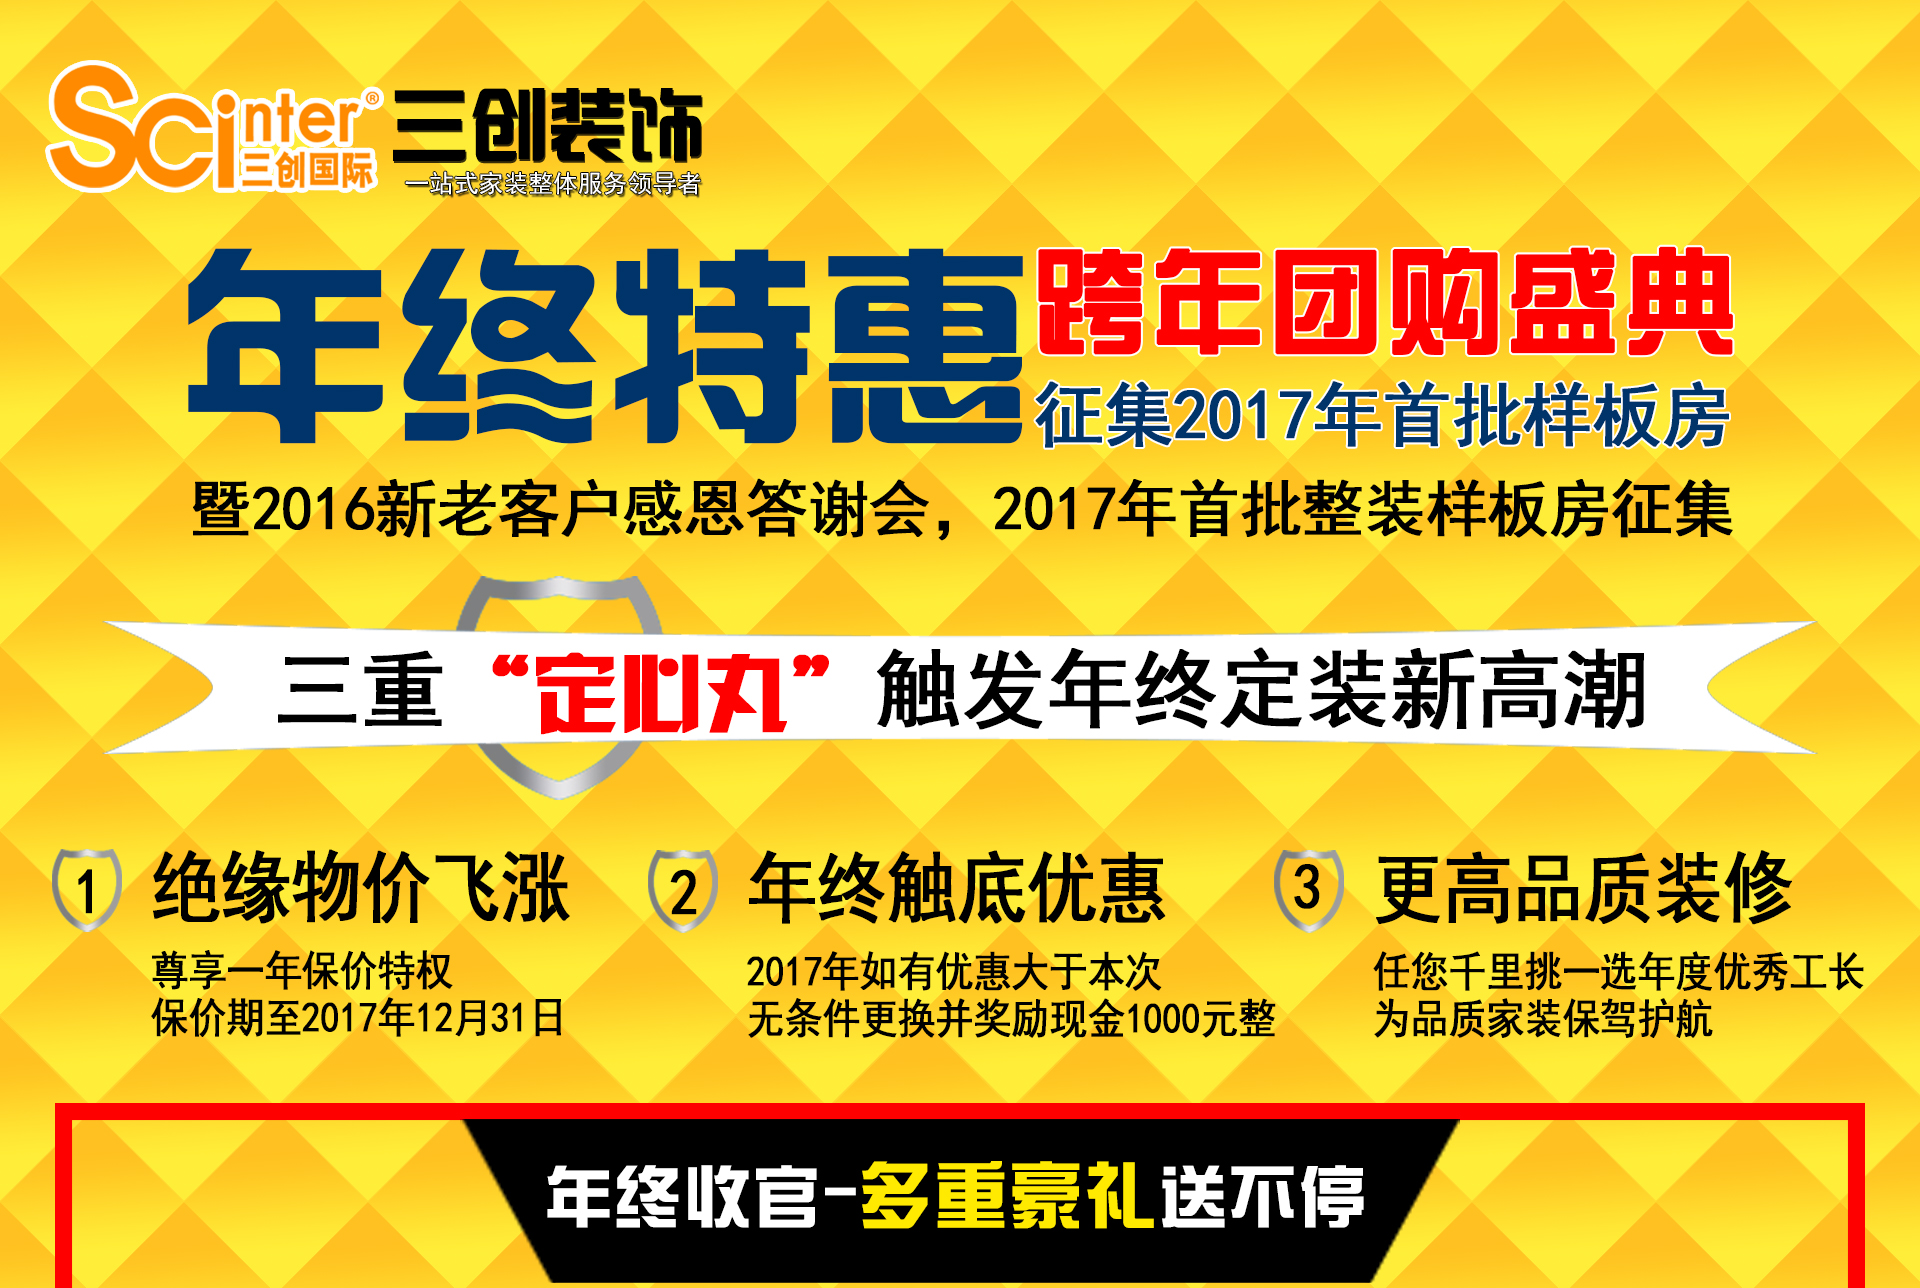 Scinter® 三创国际
三创装饰
一站式家装整体服务领导者
年终特惠
跨年团购盛典
征集2017年首批样板房
暨2016新老客户感恩答谢会，2017年首批整装样板房征集
三重“定心丸”触发年终定装新高潮
1 绝缘物价飞涨
尊享一年保价特权
保价期至2017年12月31日
2 年终触底优惠
2017年如有优惠大于本次
无条件更换并奖励现金1000元整
3 更高品质装修
任您千里挑一选年度优秀工长
为品质家装保驾护航
年终收官-多重豪礼送不停